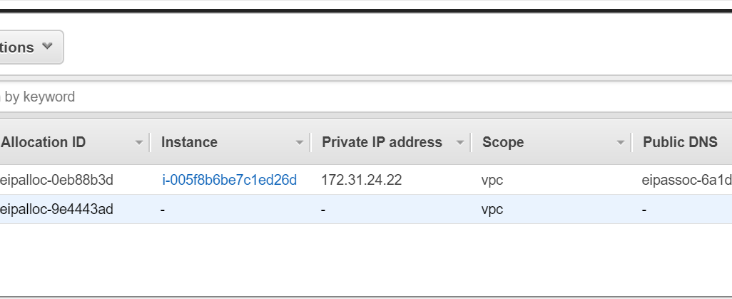 tions
by keyword
Allocation ID Instance Private IP address Scope Public DNS
eipalloc-0eb88b3d i-005f8b6be7c1ed26d 172.31.24.22 vpc eipassoc-6a1d
eipalloc-9e4443ad - - vpc -